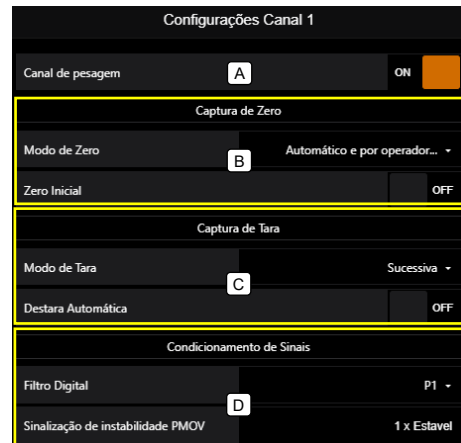 Configurações Canal 1
Canal de pesagem A ON
Captura de Zero
Modo de Zero Automático e por operador...
B
Zero Inicial OFF
Captura de Tara
Modo de Tara Sucessiva
C
Destara Automática OFF
Condicionamento de Sinais
Filtro Digital P1
D
Sinalização de instabilidade PMOV 1 x Estavel